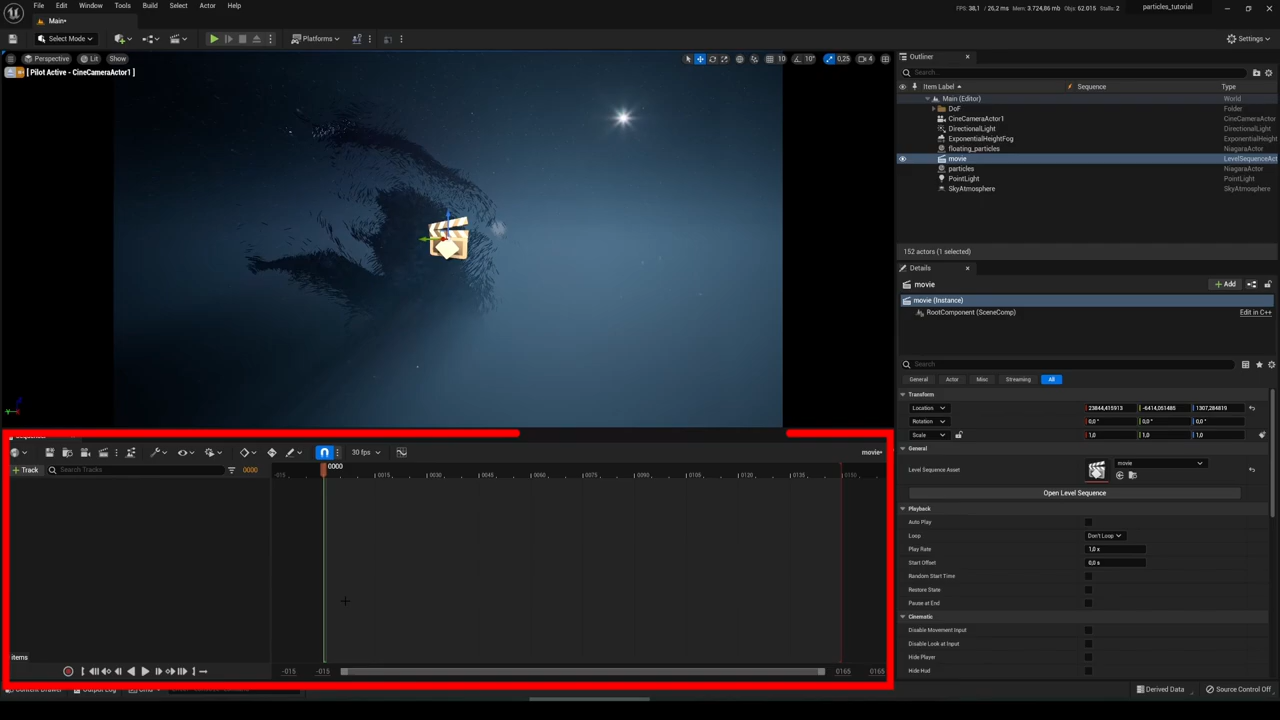 File Edit Window Tools Build Select Actor Help
FPS: 38,1 / 26,2 ms Mem: 3.724,86 mb Objs: 62.015 Stalls: 2
particles_tutorial
Main•
Select Mode
Platforms
Settings
Perspective Lit Show
10 10° 0,25 4
[ Pilot Active - CineCameraActor1 ]
Outliner
Search...
Item Label Sequence Type
Main (Editor) World
DoF Folder
CineCameraActor1 CineCameraActor
DirectionalLight DirectionalLight
ExponentialHeightFog ExponentialHeight
floating_particles NiagaraActor
movie LevelSequenceAct
particles NiagaraActor
PointLight PointLight
SkyAtmosphere SkyAtmosphere
152 actors (1 selected)
Details
movie
Add
movie (Instance)
RootComponent (SceneComp) Edit in C++
Search
General Actor Misc Streaming All
Transform
Location 23844,415913 -6414,051485 1307,284819
Rotation 0,0 ° 0,0 ° 0,0 °
Scale 1,0 1,0 1,0
General
Level Sequence Asset movie
Open Level Sequence
Playback
Auto Play
Loop Don't Loop
Play Rate 1,0 x
Start Offset 0,0 s
Random Start Time
Restore State
Pause at End
Cinematic
Disable Movement Input
Disable Look at Input
Hide Player
Hide Hud
30 fps
movie•
+ Track Search Tracks 0000
0000
-015 0015 0030 0045 0060 0075 0090 0105 0120 0135 0150
items
-015 -015 0165 0165
Content Drawer Output Log Cmd
Derived Data Source Control Off